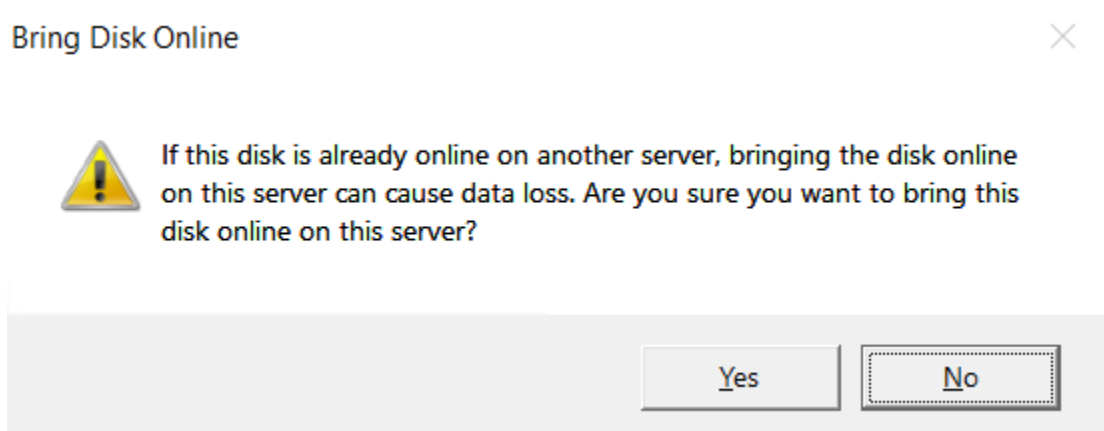 Bring Disk Online
If this disk is already online on another server, bringing the disk online
on this server can cause data loss. Are you sure you want to bring this
disk online on this server?
Yes
No